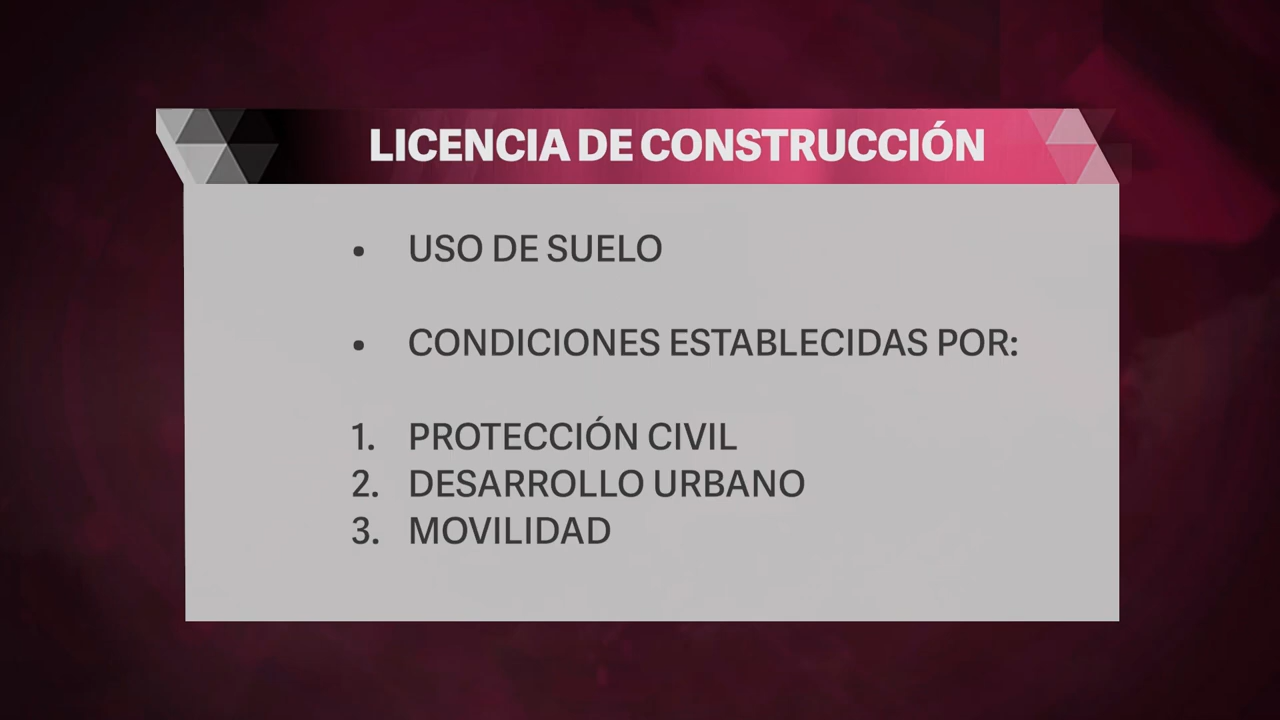 LICENCIA DE CONSTRUCCIÓN
• USO DE SUELO
• CONDICIONES ESTABLECIDAS POR:
1. PROTECCIÓN CIVIL
2. DESARROLLO URBANO
3. MOVILIDAD